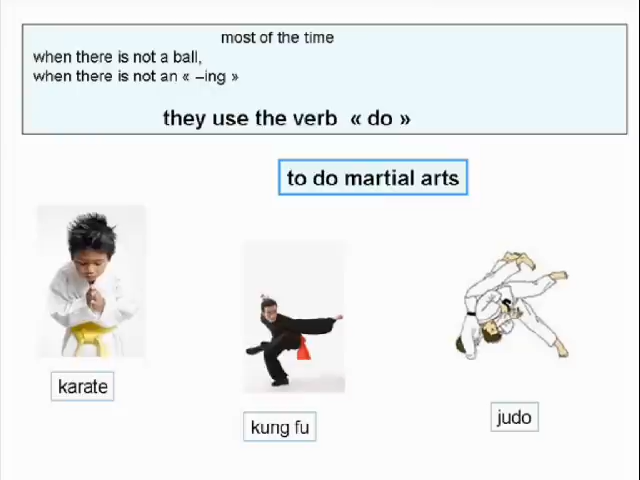 most of the time
when there is not a ball,
when there is not an « –ing »
they use the verb « do »
to do martial arts
karate
kung fu
judo